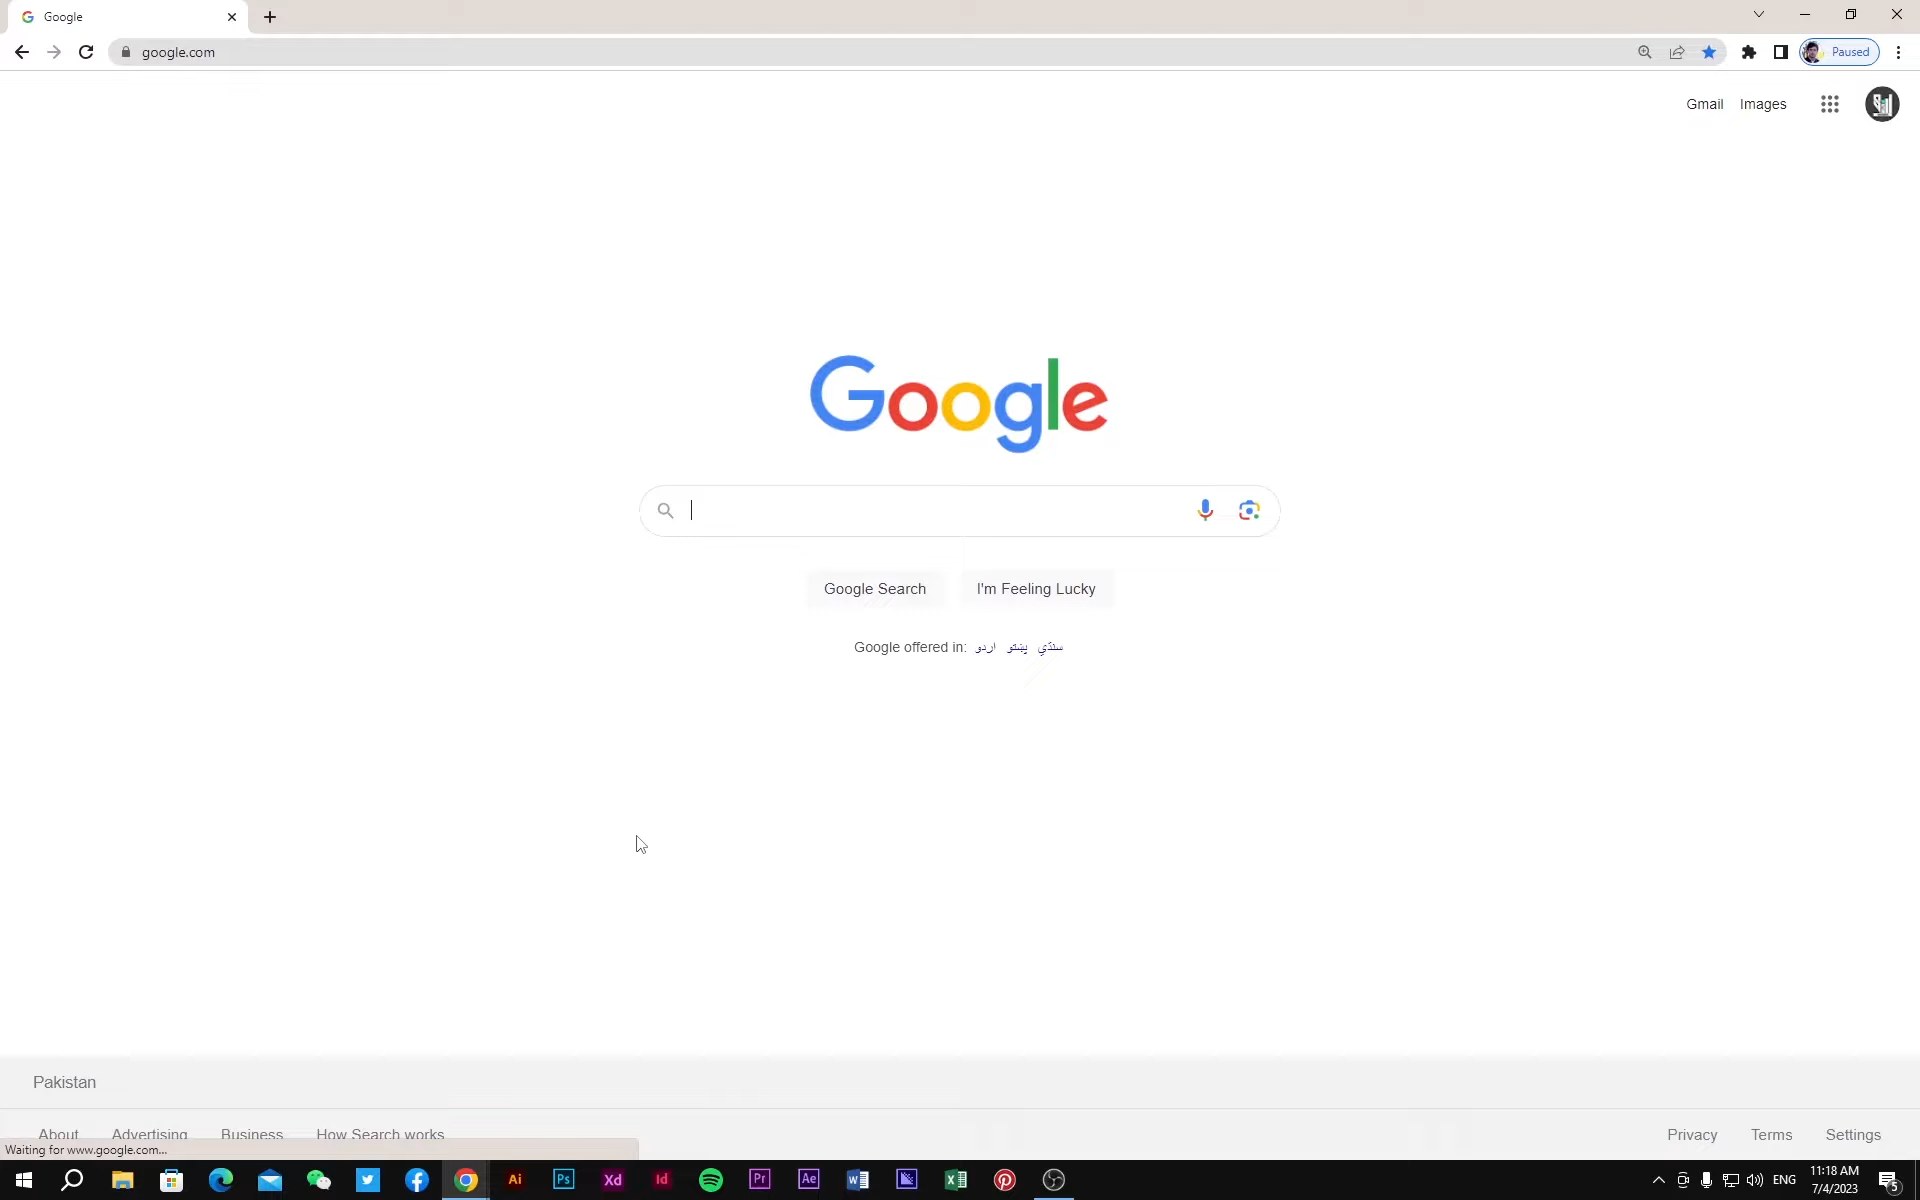 Google
google.com
Paused
Gmail Images
Google
Google Search I'm Feeling Lucky
Google offered in: اردو پښتو سنڌي
Pakistan
About Advertising Business How Search works
Privacy Terms Settings
Waiting for www.google.com...
Ai Ps Xd Id Pr Ae W X
ENG
11:18 AM
7/4/2023
5